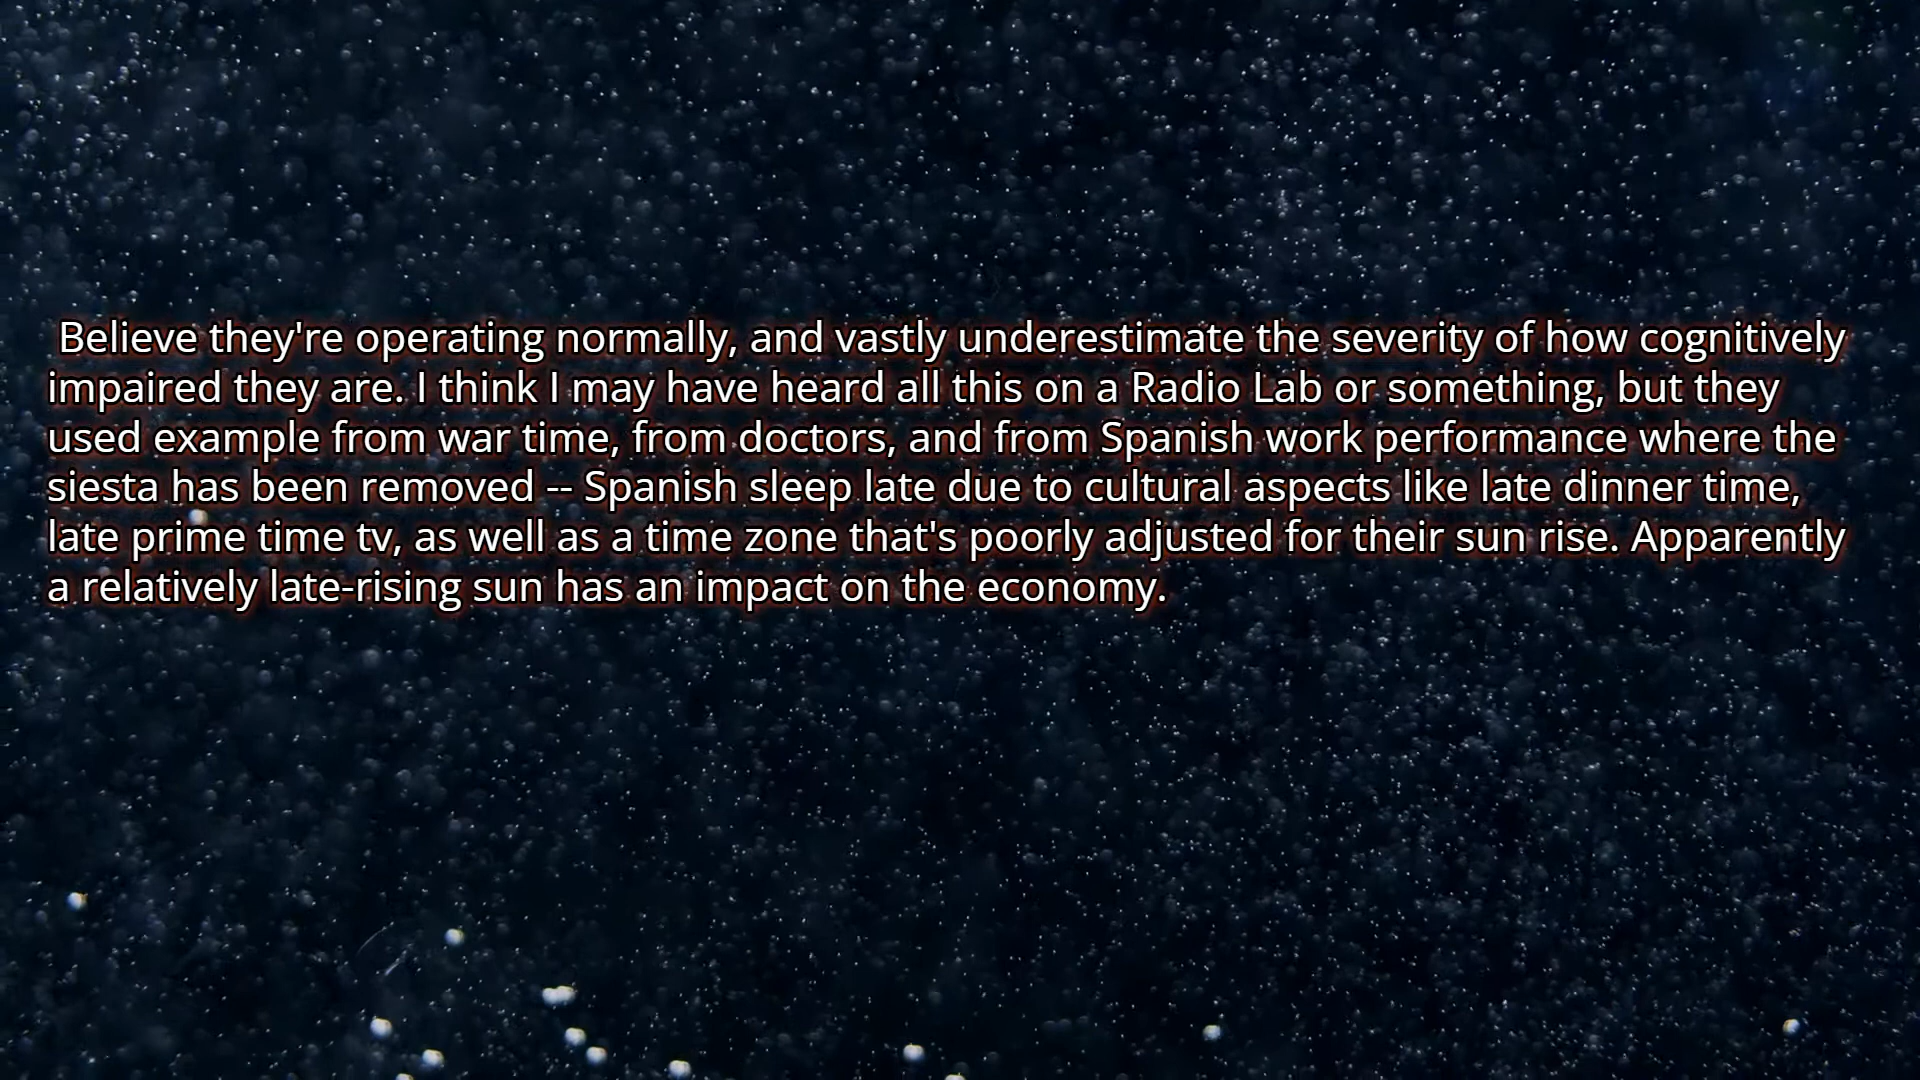 Believe they're operating normally, and vastly underestimate the severity of how cognitively
impaired they are. I think I may have heard all this on a Radio Lab or something, but they
used example from war time, from doctors, and from Spanish work performance where the
siesta has been removed -- Spanish sleep late due to cultural aspects like late dinner time,
late prime time tv, as well as a time zone that's poorly adjusted for their sun rise. Apparently
a relatively late-rising sun has an impact on the economy.